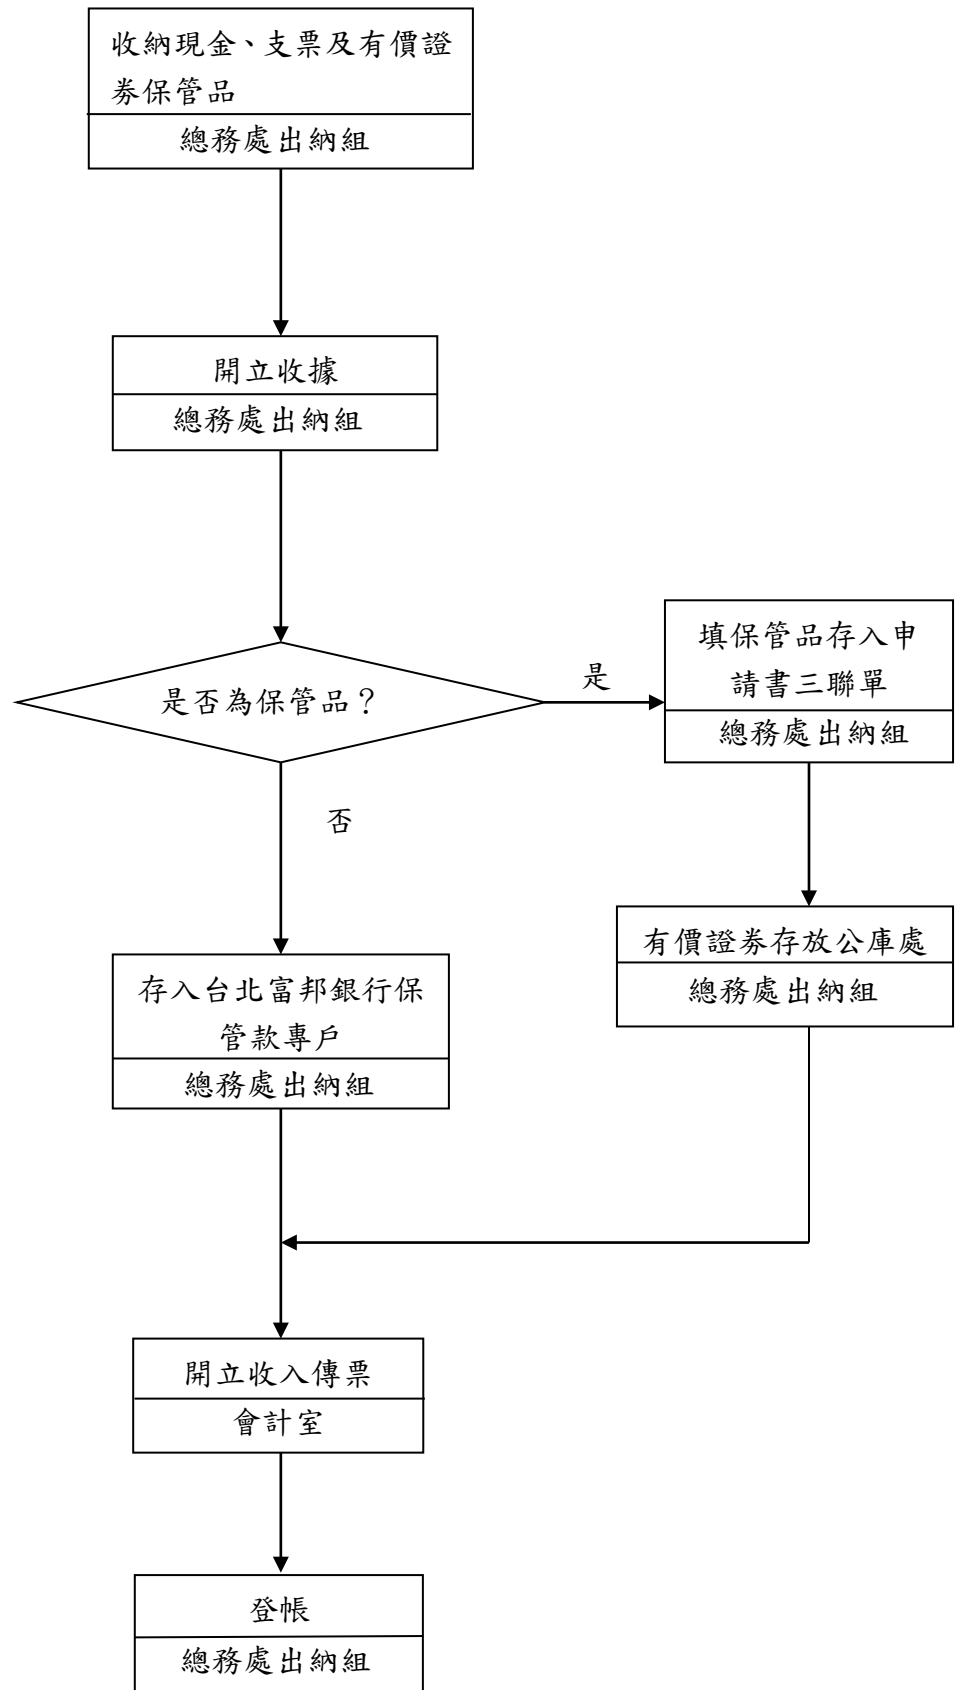 收納現金、支票及有價證
券保管品
總務處出納組
開立收據
總務處出納組
是否為保管品？
是
填保管品存入申
請書三聯單
總務處出納組
否
有價證券存放公庫處
總務處出納組
存入台北富邦銀行保
管款專戶
總務處出納組
開立收入傳票
會計室
登帳
總務處出納組